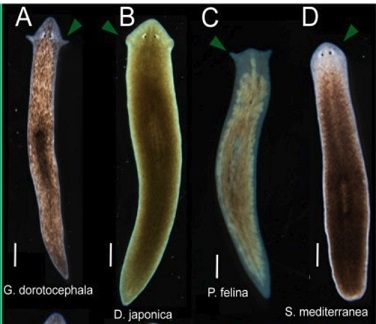 A
B
C
D
G. dorotocephala
D. japonica
P. felina
S. mediterranea